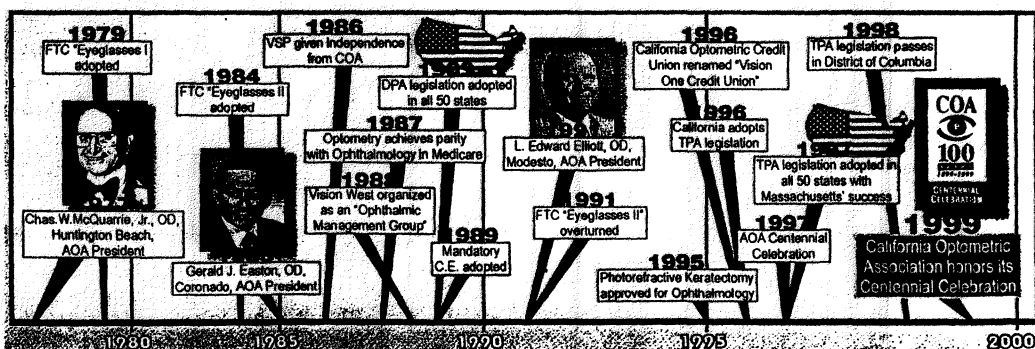 1979
FTC "Eyeglasses I
adopted
Chas. W. McQuarrie, Jr., OD,
Huntington Beach,
AOA President
1984
FTC "Eyeglasses II
adopted
Gerald J. Easton, OD,
Coronado, AOA President
1986
VSP given Independence
from COA
DPA legislation adopted
in all 50 states
1987
Optometry achieves parity
with Ophthalmology in Medicare
1988
Vision West organized
as an "Ophthalmic
Management Group"
1989
Mandatory
C.E. adopted
L. Edward Elliott, OD,
Modesto, AOA President
1991
FTC "Eyeglasses II"
overturned
1995
Photorefractive Keratectomy
approved for Ophthalmology
1996
California Optometric Credit
Union renamed "Vision
One Credit Union"
1996
California adopts
TPA legislation
1997
AOA Centennial
Celebration
TPA legislation adopted in
all 50 states with
Massachusetts' success
1998
TPA legislation passes
in District of Columbia
COA
100
1899-1999
CENTENNIAL
CELEBRATION
1999
California Optometric
Association honors its
Centennial Celebration
1980
1985
1990
1995
2000